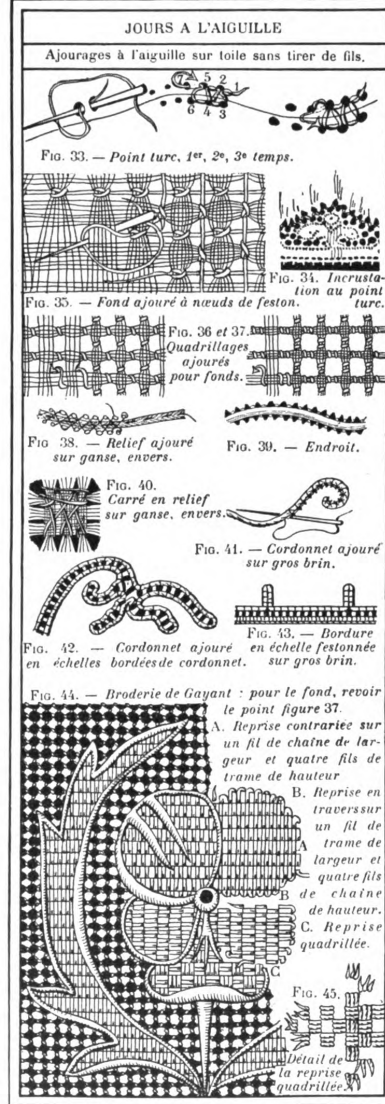 JOURS A L'AIGUILLE
Ajourages à l'aiguille sur toile sans tirer de fils.
7 5 2 1
6 4 3
FIG. 33. — Point turc, 1er, 2e, 3e temps.
FIG. 34. Incrusta-
tion au point
turc.
FIG. 35. — Fond ajouré à nœuds de feston.
FIG. 36 et 37.
Quadrillages
ajourés
pour fonds.
FIG 38. — Relief ajouré
sur ganse, envers.
FIG. 39. — Endroit.
FIG. 40.
Carré en relief
sur ganse, envers.
FIG. 41. — Cordonnet ajouré
sur gros brin.
FIG. 42. — Cordonnet ajouré
en échelles bordées de cordonnet.
FIG. 43. — Bordure
en échelle festonnée
sur gros brin.
FIG. 44. — Broderie de Gayant : pour le fond, revoir
le point figure 37.
A. Reprise contrariée sur
un fil de chaîne de lar-
geur et quatre fils de
trame de hauteur
B. Reprise en
travers sur
un fil de
trame de
largeur et
quatre fils
de chaîne
de hauteur.
C. Reprise
quadrillée.
A
B
C
FIG. 45.
Détail de
la reprise
quadrillée.